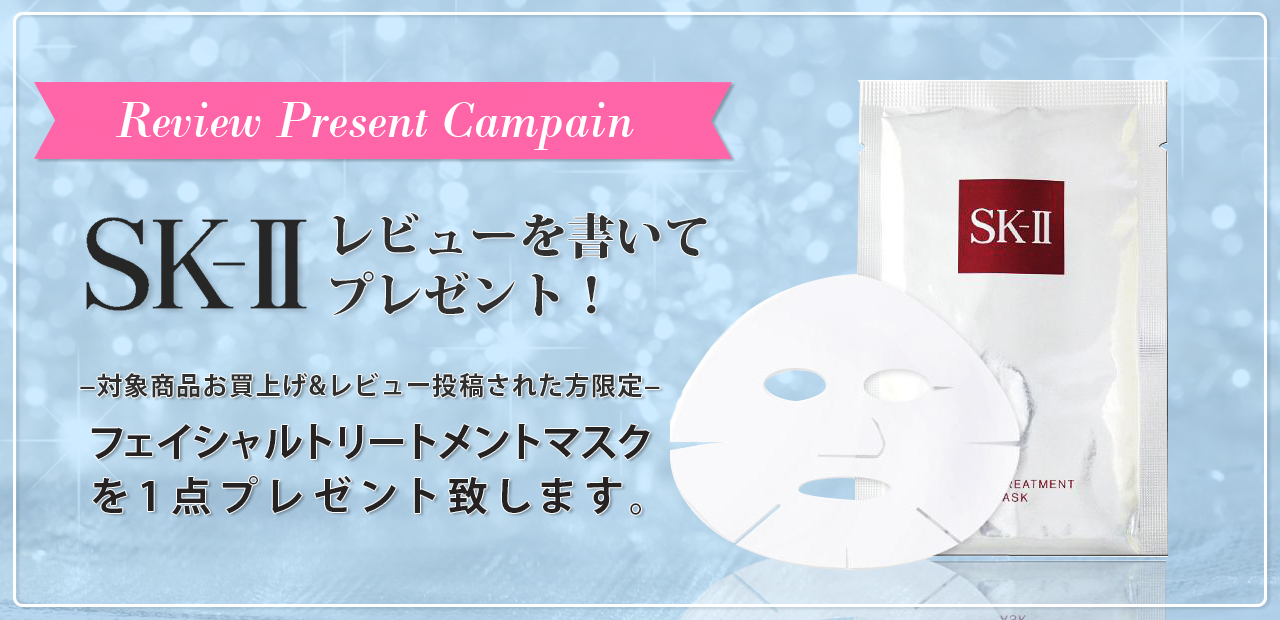 Review Present Campain
SK-II
レビューを書いて
プレゼント！
–対象商品お買上げ&レビュー投稿された方限定–
フェイシャルトリートメントマスク
を1点プレゼント致します。
SK-II
REATMENT
ASK